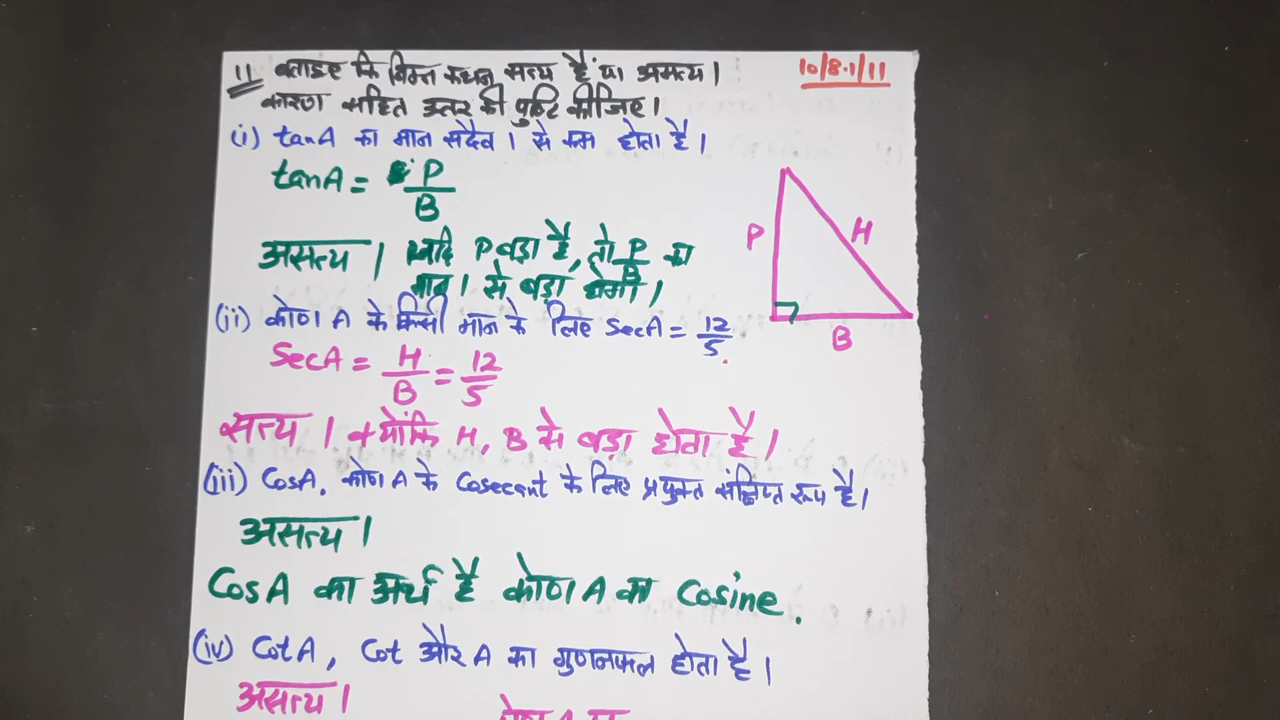 11 बताइए कि निम्न कथन सत्य हैं या असत्य।
10/8.1/11
कारण सहित उत्तर की पुष्टि कीजिए।
(i) tanA का मान सदैव 1 से कम होता है।
tanA = P/B
असत्य। यदि P बड़ा है, तो P/B का
मान 1 से बड़ा होगा।
P
H
B
(ii) कोण A के किसी मान के लिए SecA = 12/5.
SecA = H/B = 12/5
सत्य। क्योंकि H, B से बड़ा होता है।
(iii) CosA, कोण A के Cosecant के लिए प्रयुक्त संक्षिप्त रूप है।
असत्य।
CosA का अर्थ है कोण A का Cosine.
(iv) CotA, Cot और A का गुणनफल होता है।
असत्य।